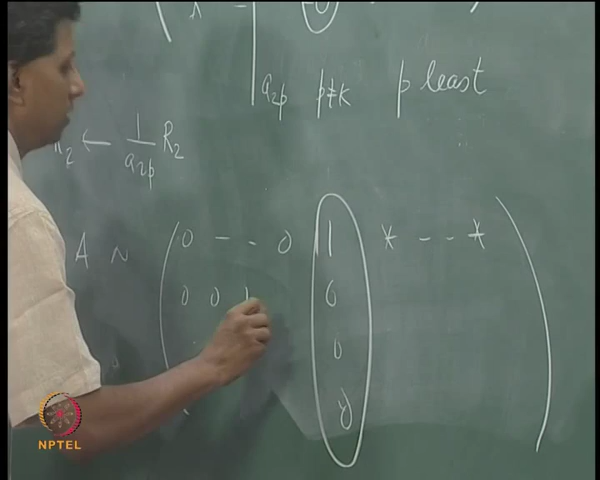 a₂ₚ p≠k p least
R₂ ← 1/a₂ₚ R₂
A ~ ( 0 - - 0 1 * - - *
0 0 1 0
0
0
NPTEL